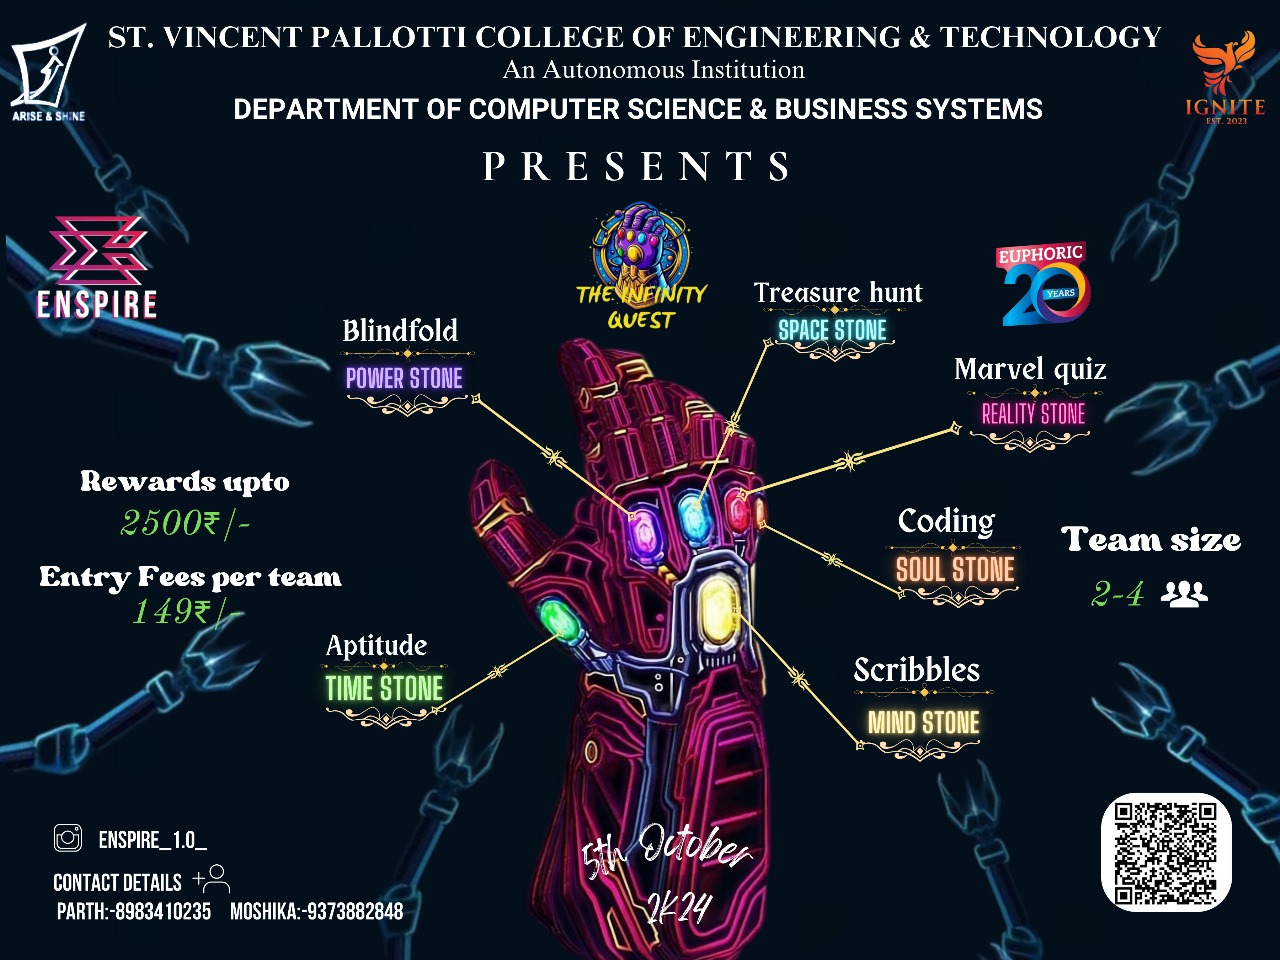 ST. VINCENT PALLOTTI COLLEGE OF ENGINEERING & TECHNOLOGY
An Autonomous Institution
DEPARTMENT OF COMPUTER SCIENCE & BUSINESS SYSTEMS
PRESENTS
ARISE & SHINE
IGNITE
EST. 2023
ENSPIRE
THE INFINITY
QUEST
EUPHORIC
20
YEARS
Blindfold
POWER STONE
Treasure hunt
SPACE STONE
Marvel quiz
REALITY STONE
Rewards upto
2500₹/-
Entry Fees per team
149₹/-
Coding
SOUL STONE
Team size
2-4
Aptitude
TIME STONE
Scribbles
MIND STONE
5th October
2K24
ENSPIRE_1.0_
CONTACT DETAILS
PARTH:-8983410235 MOSHIKA:-9373882848